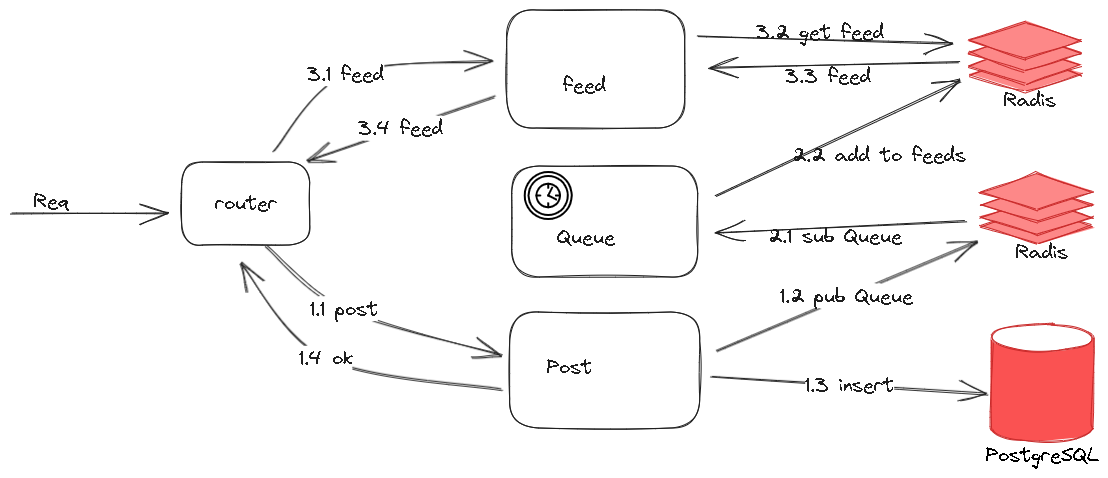 3.2 get feed
3.1 feed
3.3 feed
feed
Radis
3.4 feed
2.2 add to feeds
Req
router
Queue
2.1 sub Queue
Radis
1.2 pub Queue
1.1 post
1.4 ok
Post
1.3 insert
PostgreSQL